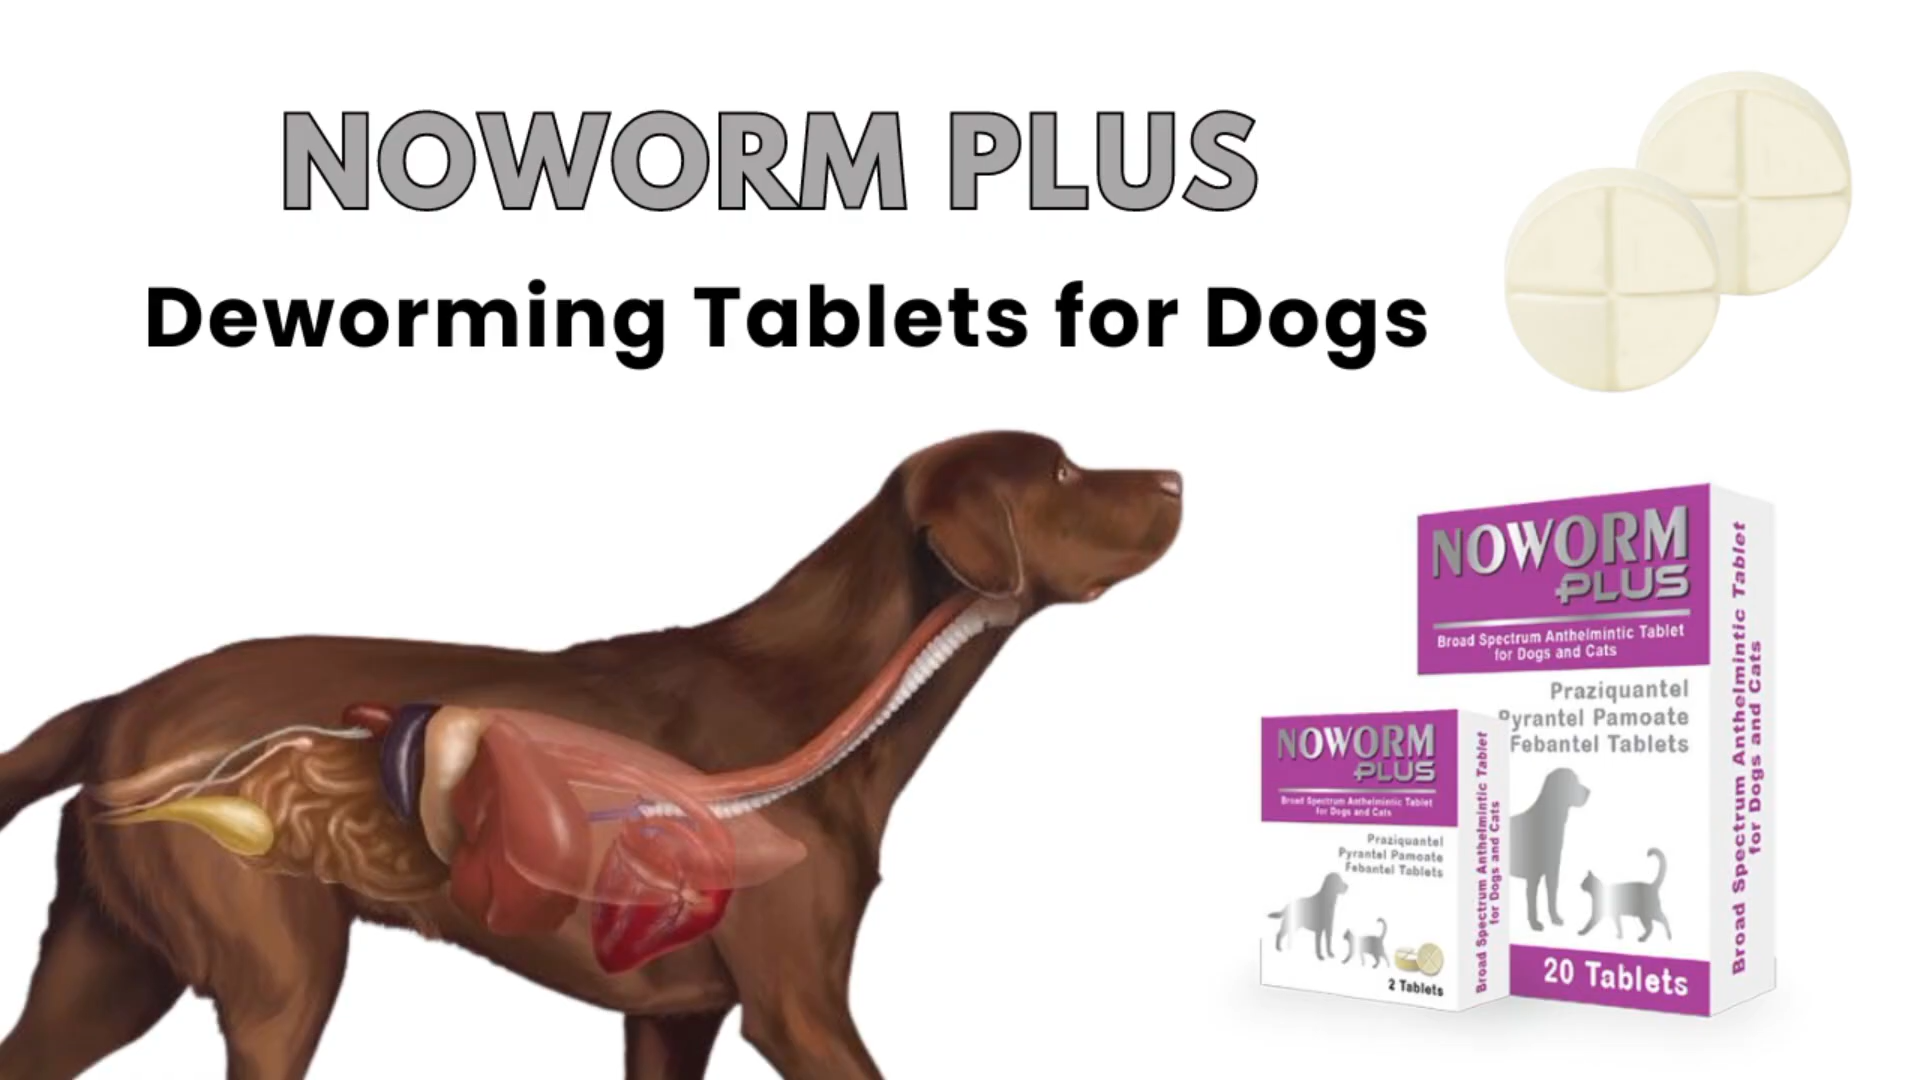 NOWORM PLUS
Deworming Tablets for Dogs
NOWORM
PLUS
Broad Spectrum Anthelmintic Tablet
for Dogs and Cats
Praziquantel
Pyrantel Pamoate
Febantel Tablets
20 Tablets
Broad Spectrum Anthelmintic Tablet
for Dogs and Cats
NOWORM
PLUS
Broad Spectrum Anthelmintic Tablet
for Dogs and Cats
Praziquantel
Pyrantel Pamoate
Febantel Tablets
2 Tablets
Broad Spectrum Anthelmintic Tablet
for Dogs and Cats